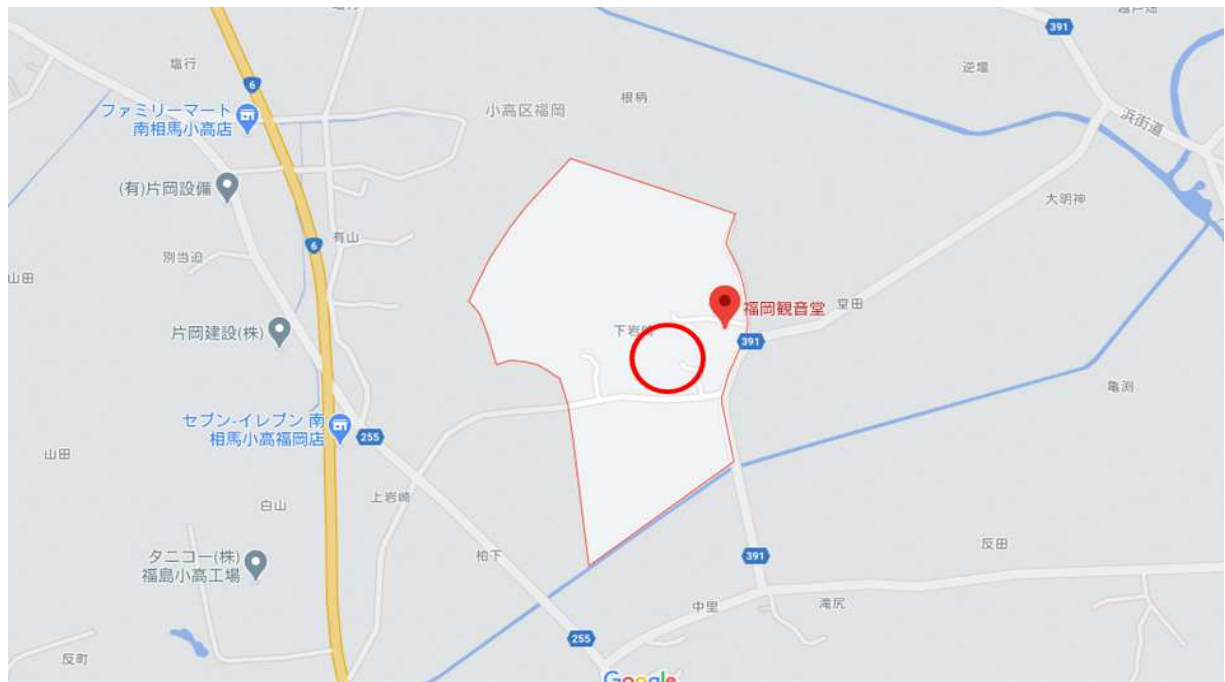 391
塩行
逆壇
根柄
6
小高区福岡
ファミリーマート
南相馬小高店
浜街道
(有)片岡設備
大明神
有山
6
別当迫
山田
福岡観音堂
堂田
下岩崎
片岡建設(株)
391
亀渕
セブン-イレブン 南
相馬小高福岡店
255
山田
上岩崎
白山
反田
タニコー(株)
福島小高工場
柏下
391
中里
滝尻
255
反町
Google